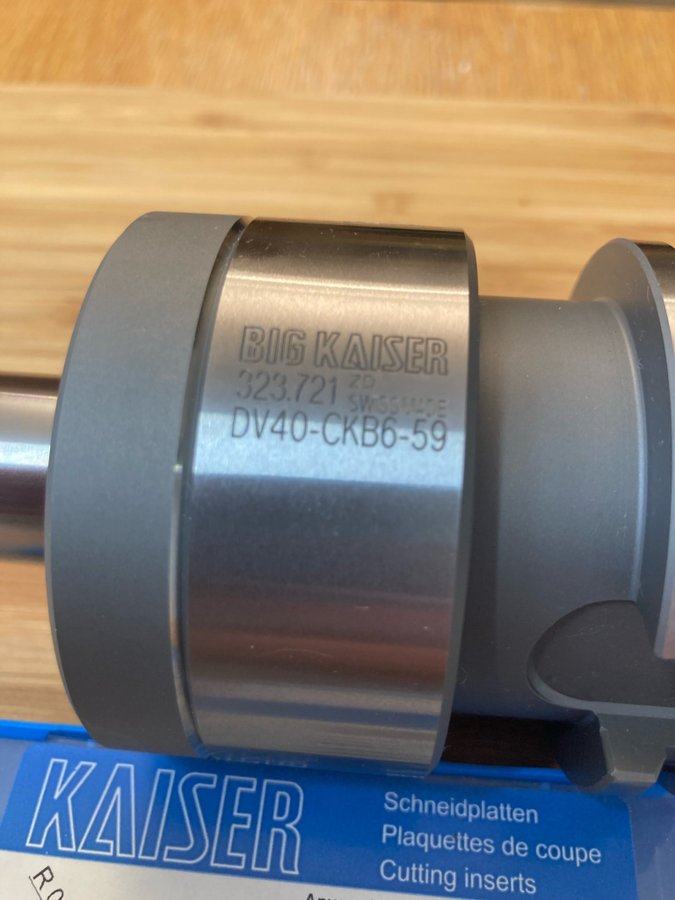 BIG KAISER
323.721 ZD
SWISS MADE
DV40-CKB6-59
KAISER
Schneidplatten
Plaquettes de coupe
Cutting inserts